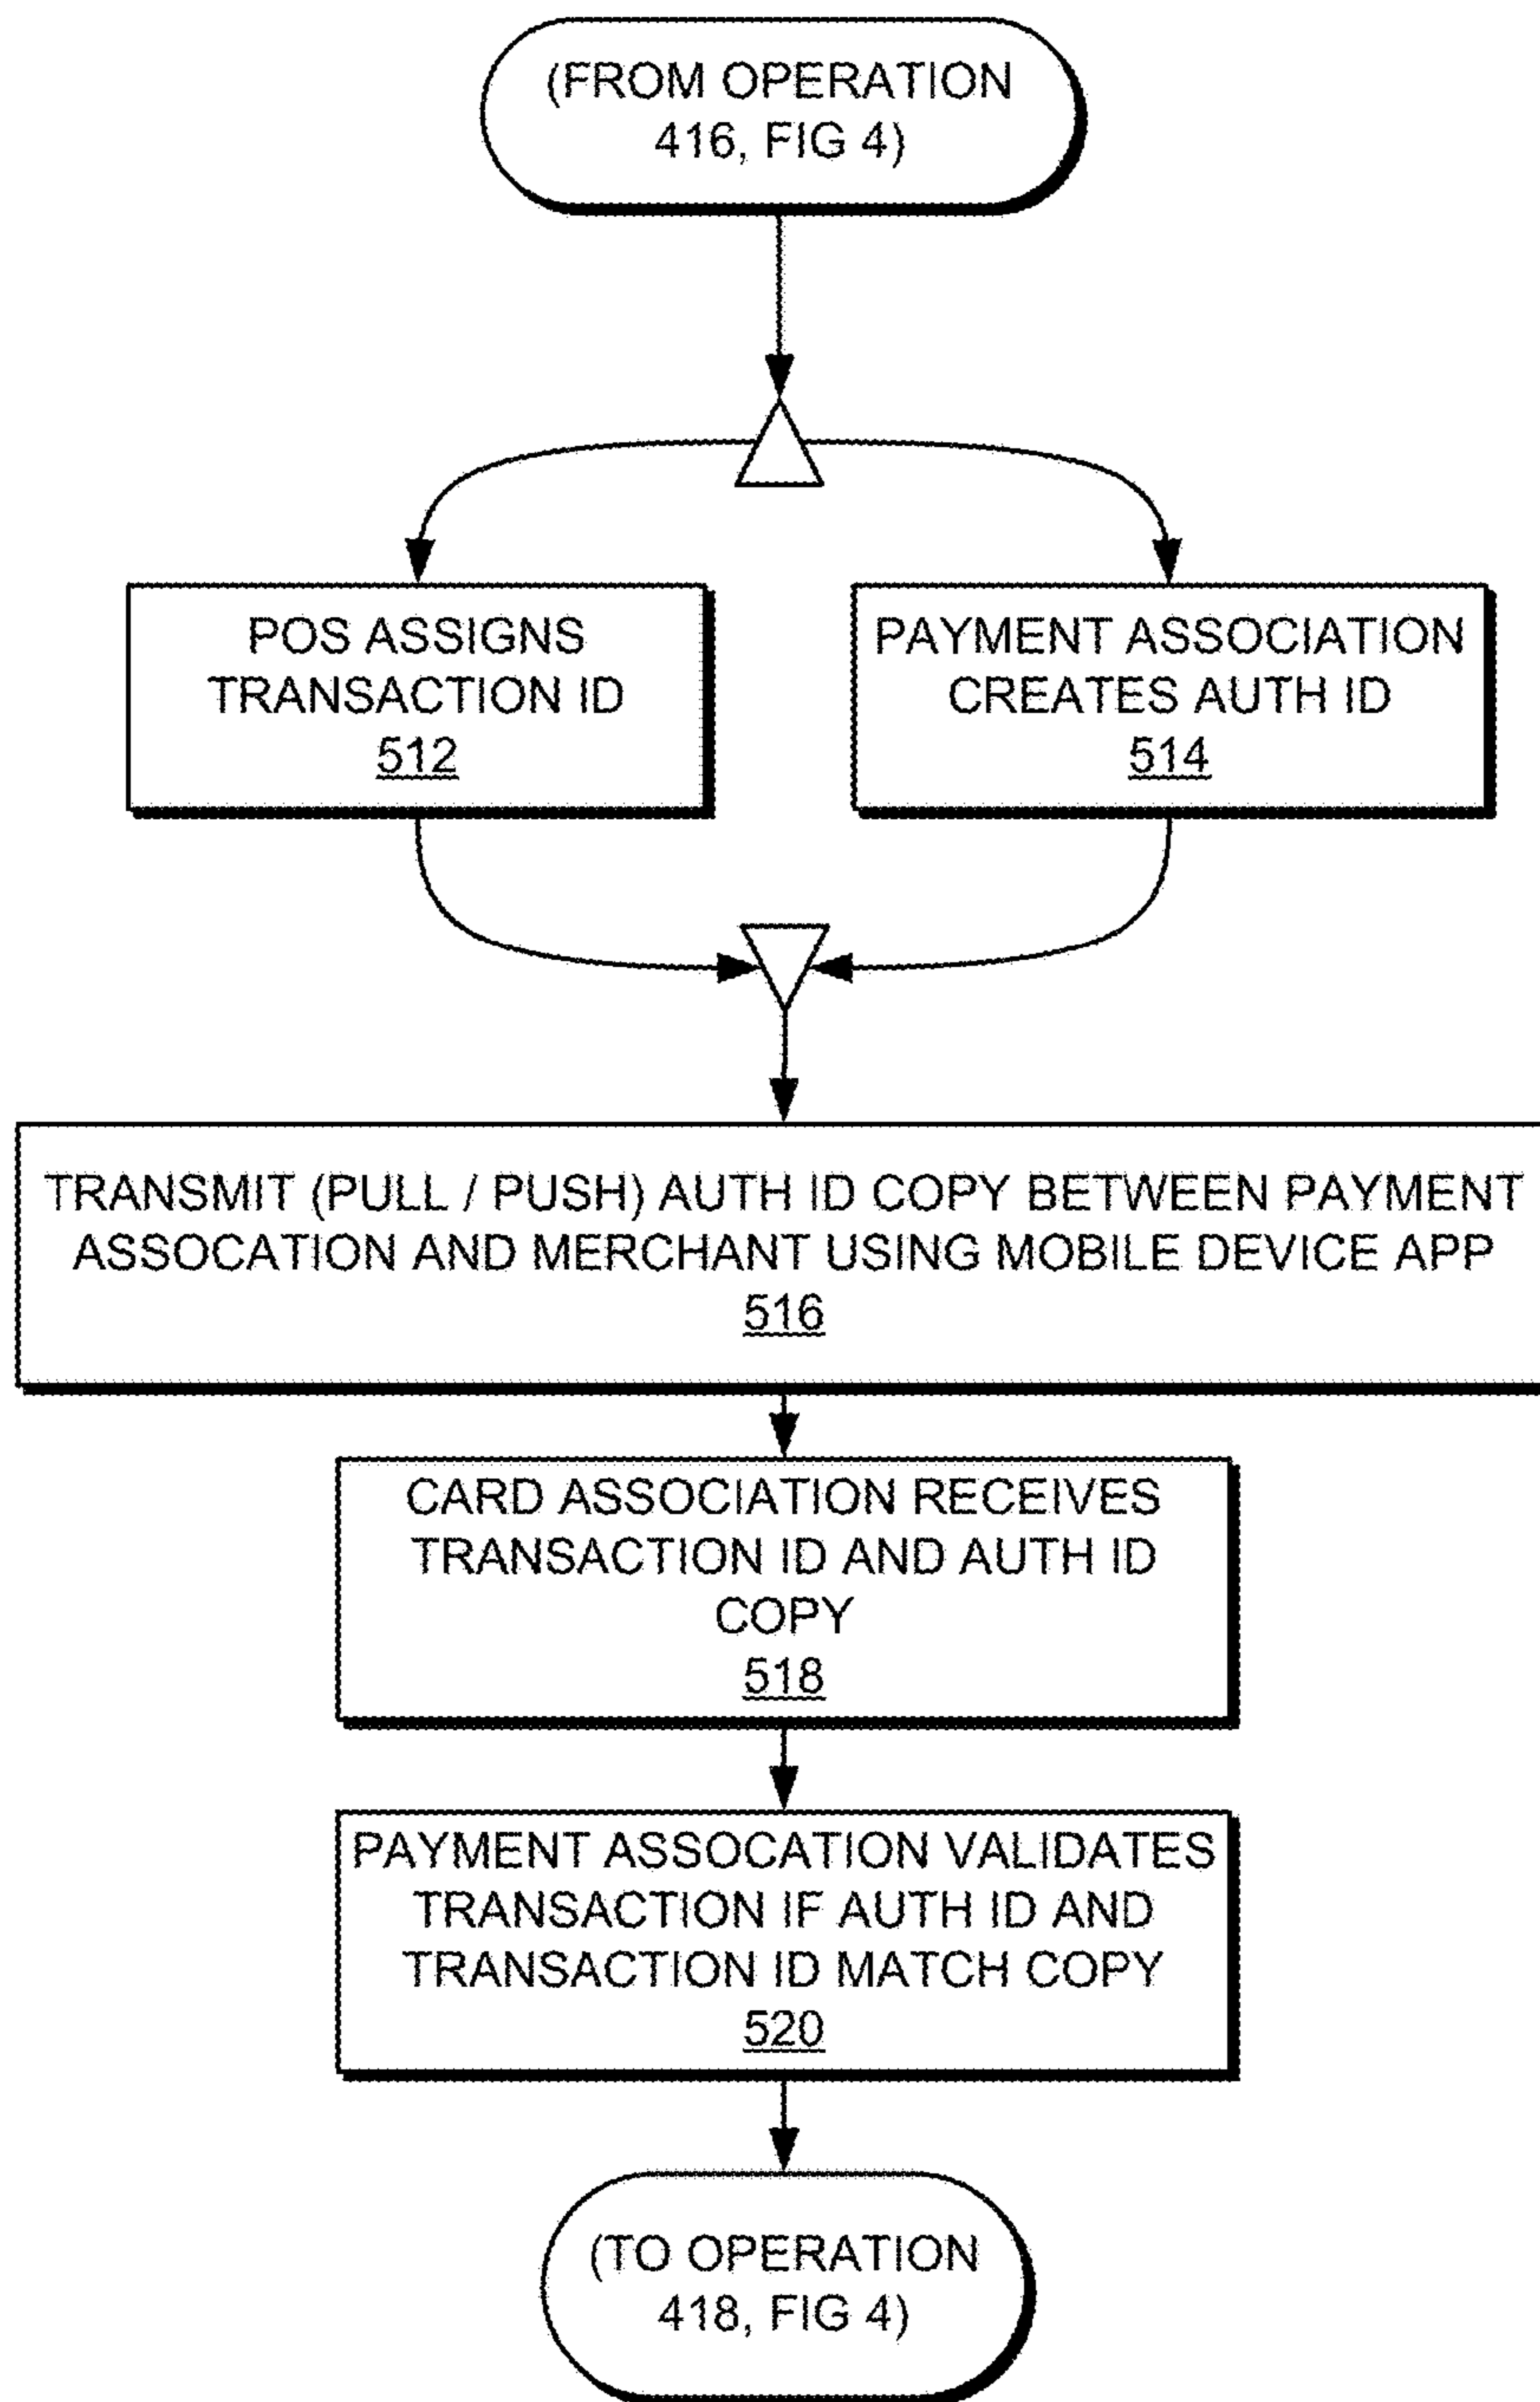 (FROM OPERATION
416, FIG 4)
POS ASSIGNS
TRANSACTION ID
512
PAYMENT ASSOCIATION
CREATES AUTH ID
514
TRANSMIT (PULL / PUSH) AUTH ID COPY BETWEEN PAYMENT
ASSOCATION AND MERCHANT USING MOBILE DEVICE APP
516
CARD ASSOCIATION RECEIVES
TRANSACTION ID AND AUTH ID
COPY
518
PAYMENT ASSOCATION VALIDATES
TRANSACTION IF AUTH ID AND
TRANSACTION ID MATCH COPY
520
(TO OPERATION
418, FIG 4)